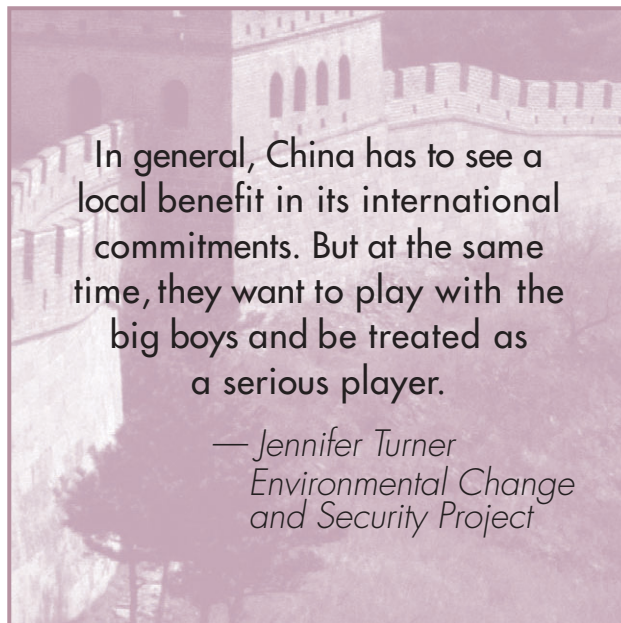 In general, China has to see a
local benefit in its international
commitments. But at the same
time, they want to play with the
big boys and be treated as
a serious player.
— Jennifer Turner
Environmental Change
and Security Project